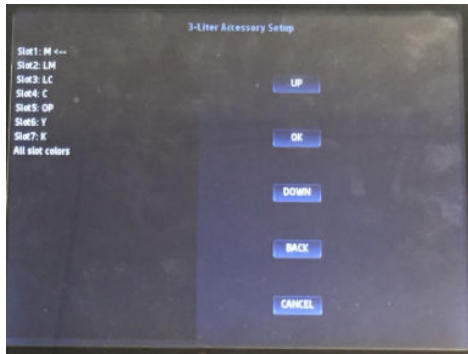 3-Liter Accessory Setup
Slot1: M <--
Slot2: LM
Slot3: LC
Slot4: C
Slot5: OP
Slot6: Y
Slot7: K
All slot colors
UP
OK
DOWN
BACK
CANCEL